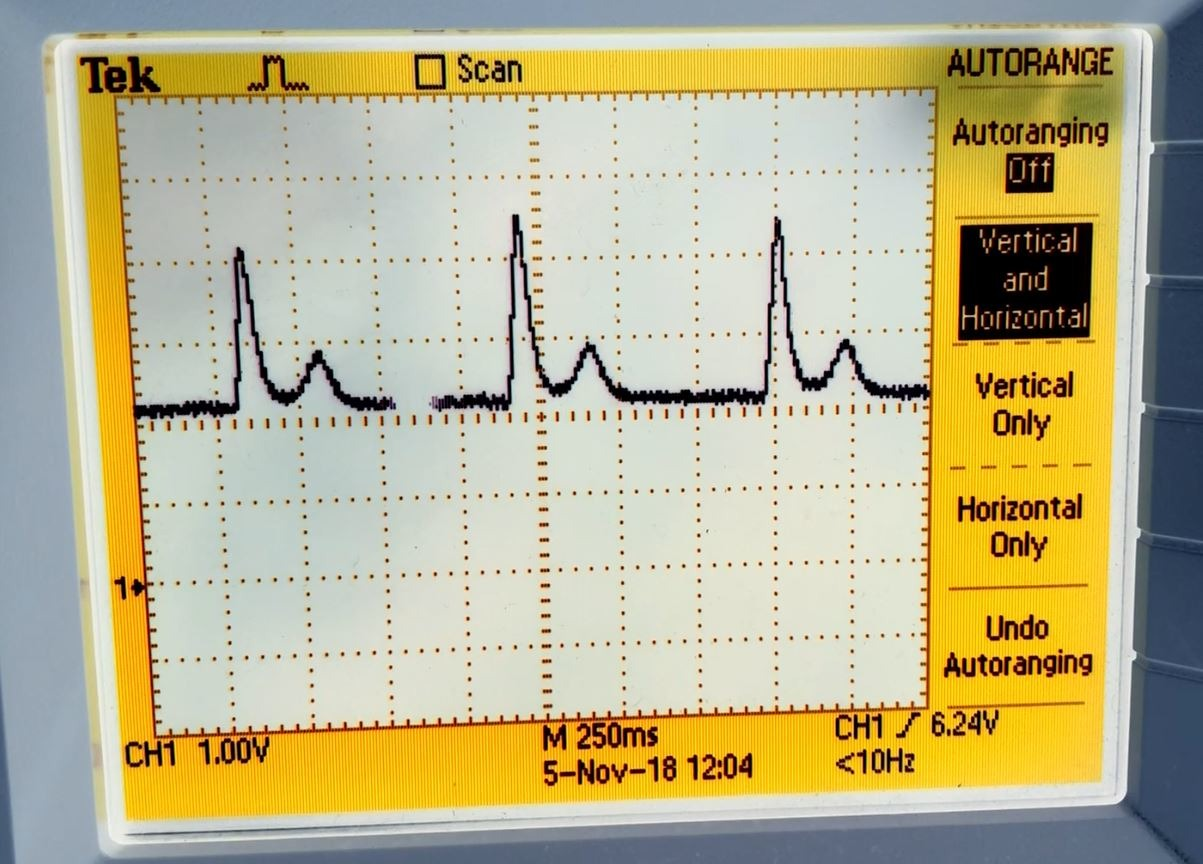 Tek
Scan
AUTORANGE
Autoranging
Off
Vertical
and
Horizontal
Vertical
Only
Horizontal
Only
Undo
Autoranging
1
CH1 1.00V
M 250ms
CH1 6.24V
5-Nov-18 12:04
<10Hz